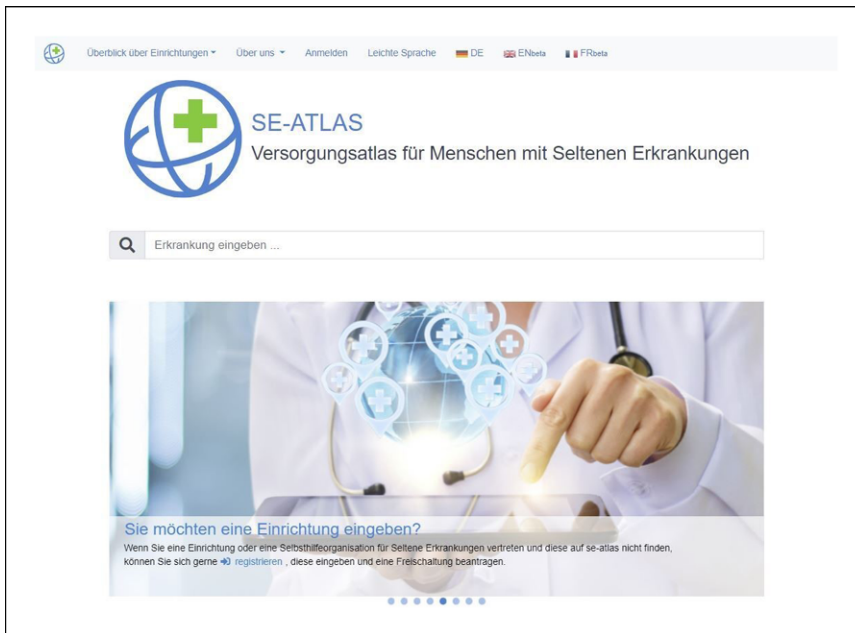 Überblick über Einrichtungen Über uns Anmelden Leichte Sprache DE ENbeta FRbeta
SE-ATLAS
Versorgungsatlas für Menschen mit Seltenen Erkrankungen
Erkrankung eingeben ...
Sie möchten eine Einrichtung eingeben?
Wenn Sie eine Einrichtung oder eine Selbsthilfeorganisation für Seltene Erkrankungen vertreten und diese auf se-atlas nicht finden,
können Sie sich gerne registrieren , diese eingeben und eine Freischaltung beantragen.